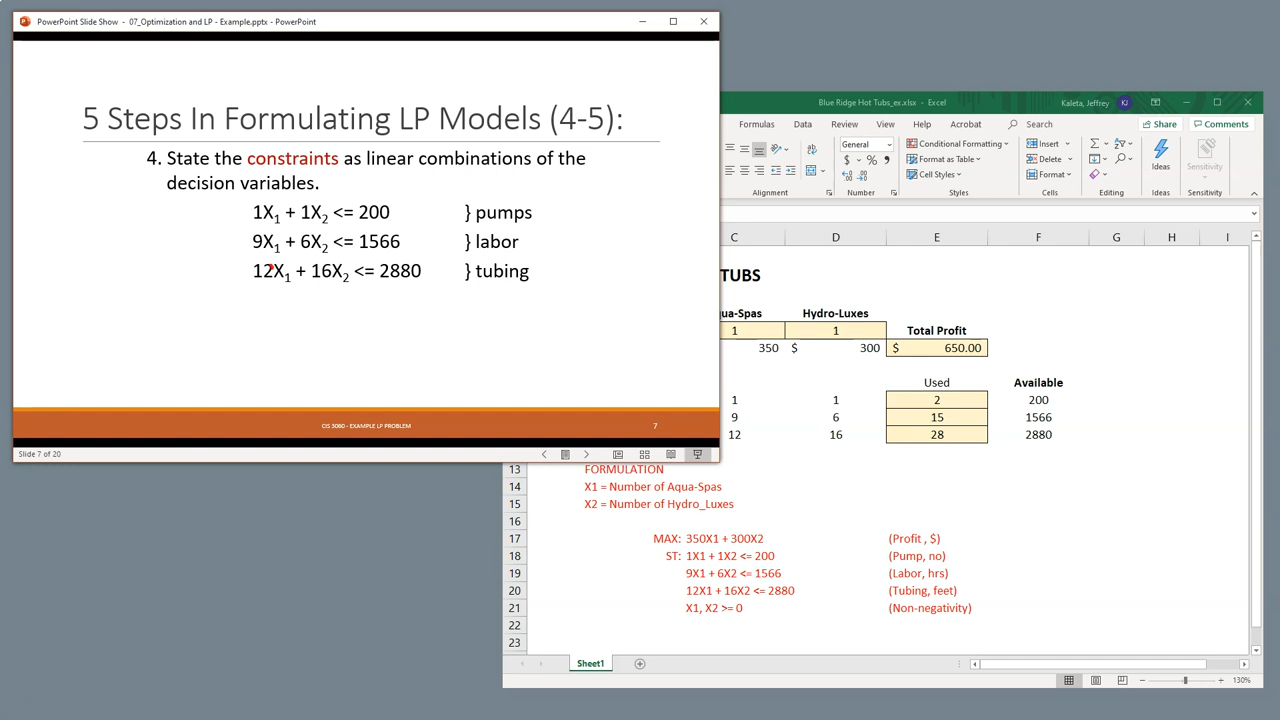 PowerPoint Slide Show - 07_Optimization and LP - Example.pptx - PowerPoint
5 Steps In Formulating LP Models (4-5):
4. State the constraints as linear combinations of the
decision variables.
1X1 + 1X2 <= 200 } pumps
9X1 + 6X2 <= 1566 } labor
12X1 + 16X2 <= 2880 } tubing
CIS 3060 - EXAMPLE LP PROBLEM 7
Slide 7 of 20
Blue Ridge Hot Tubs_ex.xlsx - Excel
Kaleta, Jeffrey KJ
Formulas Data Review View Help Acrobat Search Share Comments
General
Conditional Formatting
Format as Table
Cell Styles
Insert
Delete
Format
Ideas
Sensitivity
Alignment Number Styles Cells Editing Ideas Sensitivity
C D E F G H I
TUBS
ua-Spas Hydro-Luxes
1 1 Total Profit
350 $ 300 $ 650.00
Used Available
1 1 2 200
9 6 15 1566
12 16 28 2880
13 FORMULATION
14 X1 = Number of Aqua-Spas
15 X2 = Number of Hydro_Luxes
16
17 MAX: 350X1 + 300X2 (Profit , $)
18 ST: 1X1 + 1X2 <= 200 (Pump, no)
19 9X1 + 6X2 <= 1566 (Labor, hrs)
20 12X1 + 16X2 <= 2880 (Tubing, feet)
21 X1, X2 >= 0 (Non-negativity)
22
23
Sheet1
130%